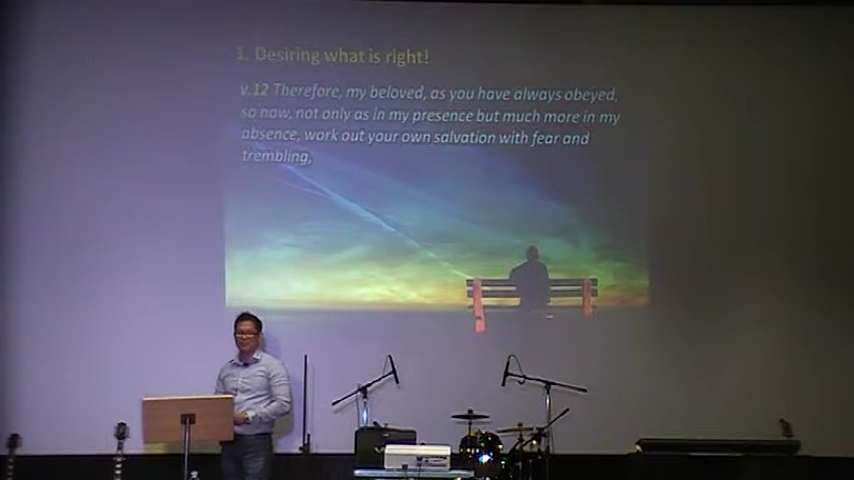 1. Desiring what is right!
v.12 Therefore, my beloved, as you have always obeyed,
so now, not only as in my presence but much more in my
absence, work out your own salvation with fear and
trembling,